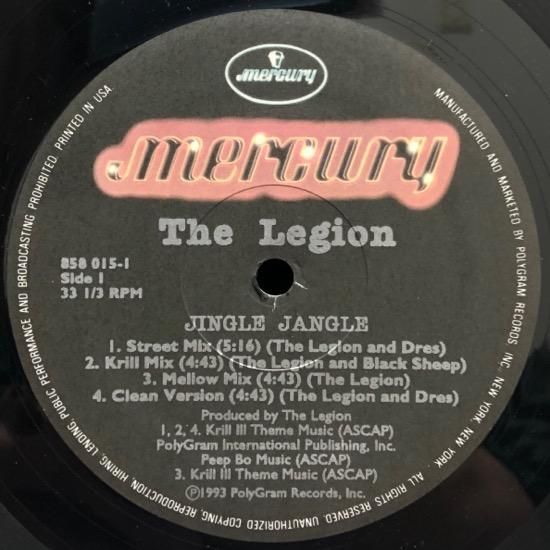 mercury
mercury
The Legion
858 015-1
Side 1
33 1/3 RPM
JINGLE JANGLE
1. Street Mix (5:16) (The Legion and Dres)
2. Krill Mix (4:43) (The Legion and Black Sheep)
3. Mellow Mix (4:43) (The Legion)
4. Clean Version (4:43) (The Legion and Dres)
Produced by The Legion
1, 2, 4. Krill III Theme Music (ASCAP)
PolyGram International Publishing, Inc.
Peep Bo Music (ASCAP)
3. Krill III Theme Music (ASCAP)
Ⓟ1993 PolyGram Records, Inc.
MANUFACTURED AND MARKETED BY POLYGRAM RECORDS, INC. NEW YORK, NEW YORK. ALL RIGHTS RESERVED. UNAUTHORIZED COPYING, REPRODUCTION, HIRING, LENDING, PUBLIC PERFORMANCE AND BROADCASTING PROHIBITED. PRINTED IN USA.